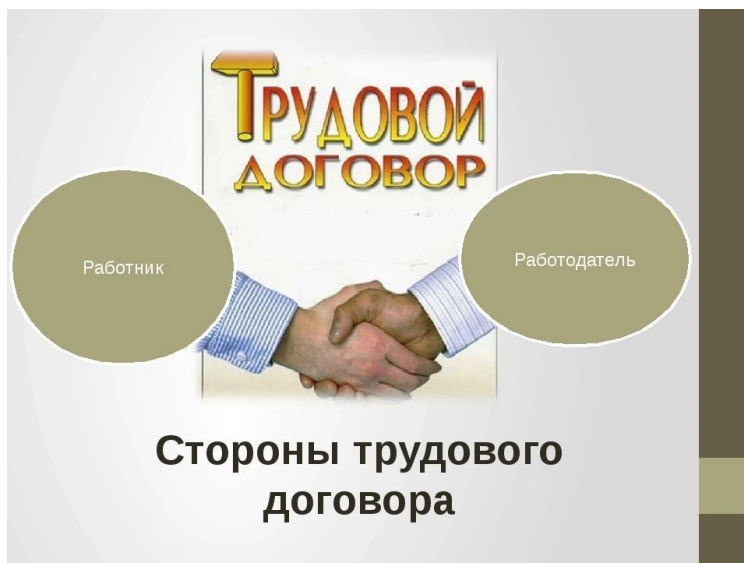 ТРУДОВОЙ
ДОГОВОР
Работник
Работодатель
Стороны трудового
договора